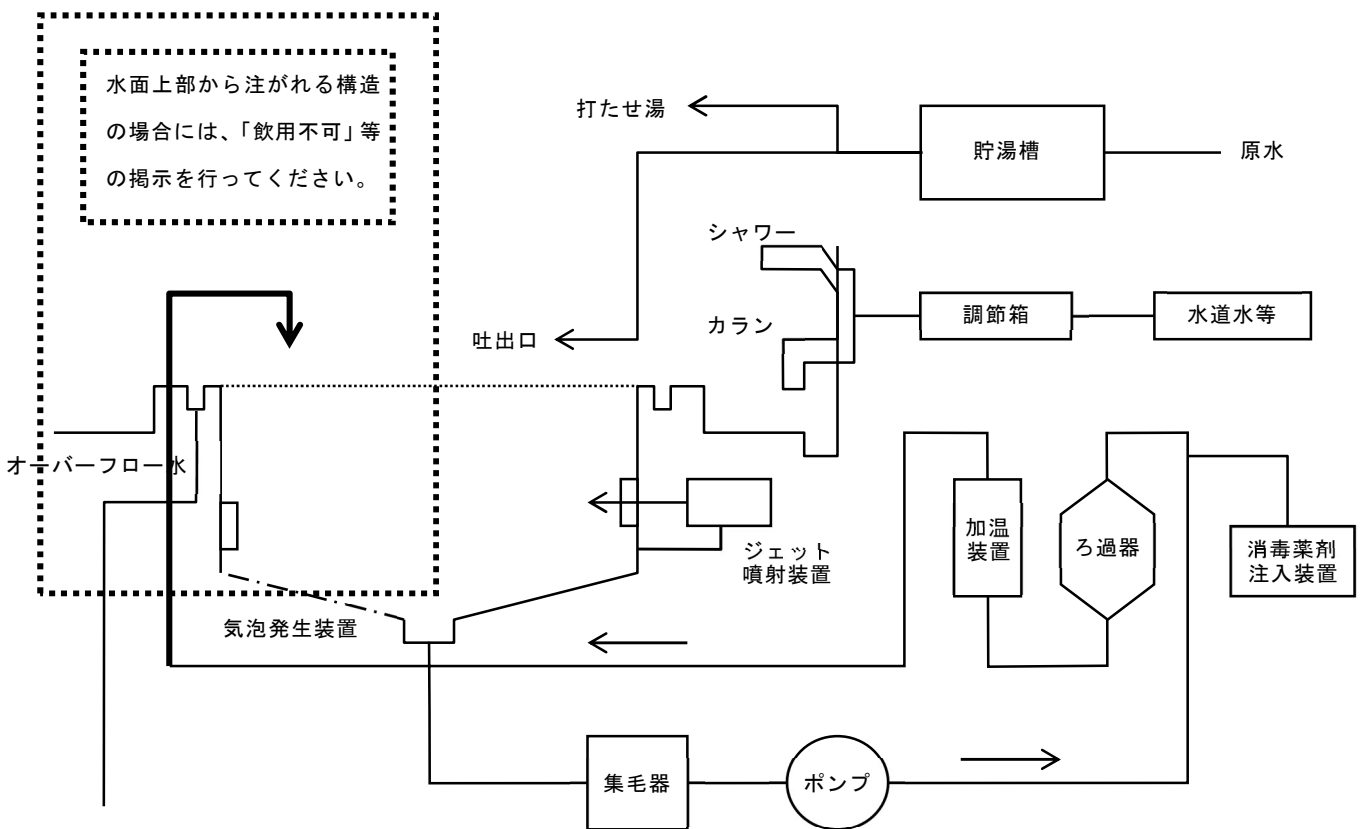 水面上部から注がれる構造
の場合には、「飲用不可」等
の掲示を行ってください。
打たせ湯
貯湯槽
原水
シャワー
カラン
調節箱
水道水等
吐出口
オーバーフロー水
ジェット
噴射装置
加温
装置
ろ過器
消毒薬剤
注入装置
気泡発生装置
集毛器
ポンプ